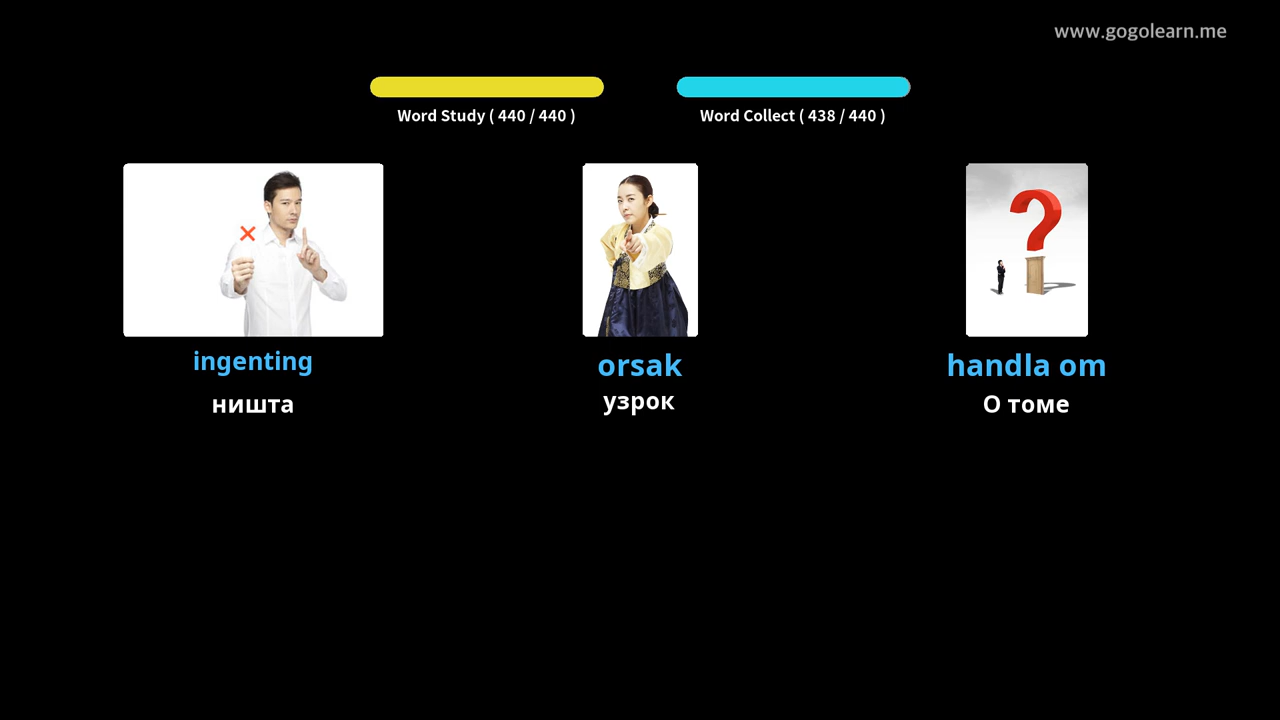 www.gogolearn.me
Word Study ( 440 / 440 )
Word Collect ( 438 / 440 )
ingenting
orsak
handla om
ништа
узрок
О томе